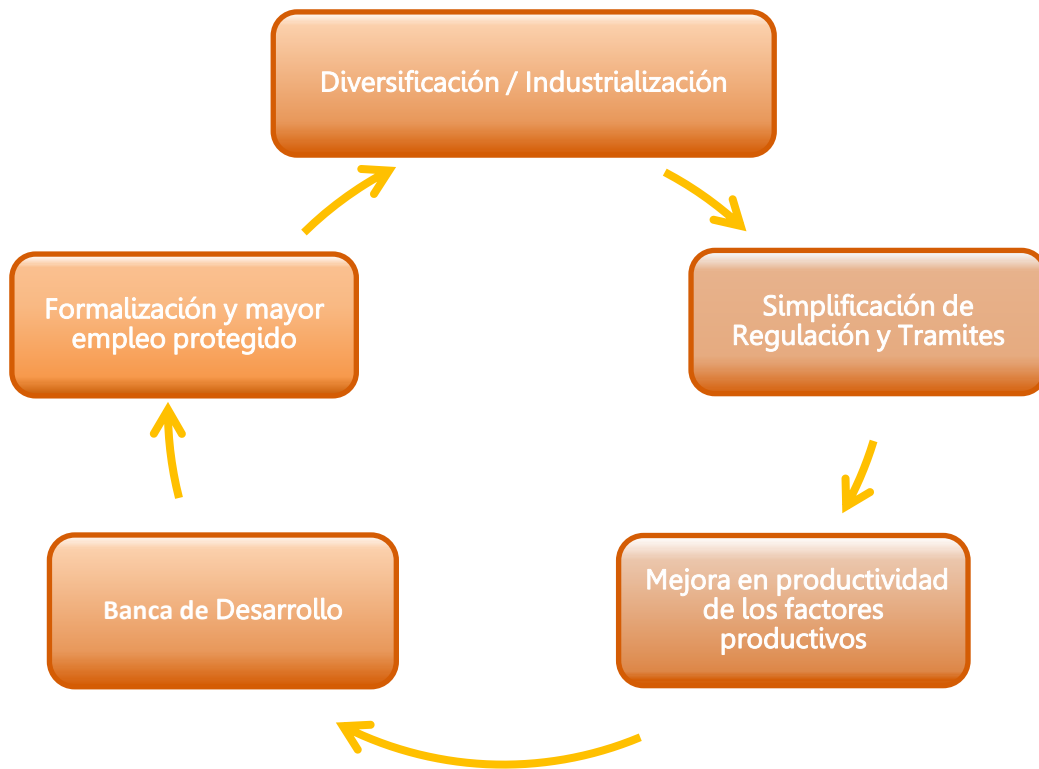 Diversificación / Industrialización
Simplificación de
Regulación y Tramites
Mejora en productividad
de los factores
productivos
Banca de Desarrollo
Formalización y mayor
empleo protegido